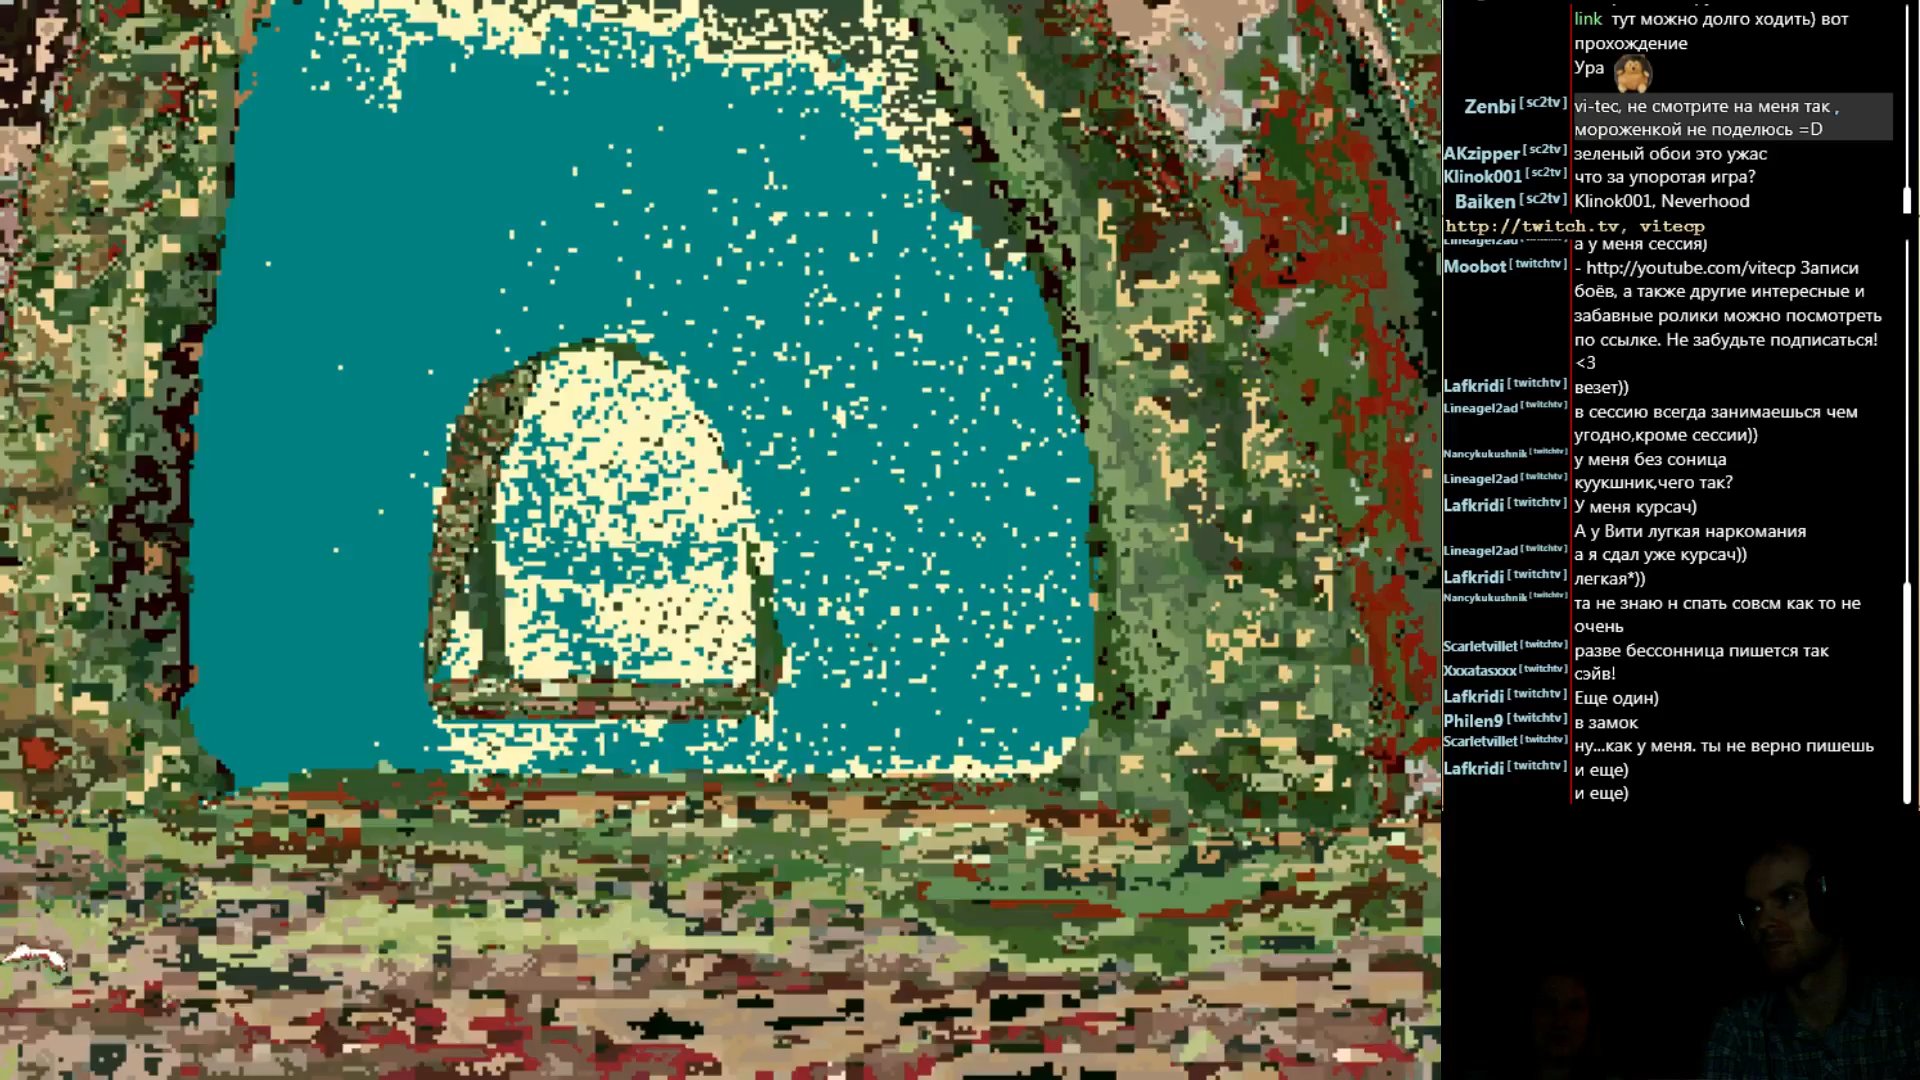 link тут можно долго ходить) вот
прохождение
Ура
Zenbi [sc2tv] vi-tec, не смотрите на меня так ,
мороженкой не поделюсь =D
AKzipper [sc2tv] зеленый обои это ужас
Klinok001 [sc2tv] что за упоротая игра?
Baiken [sc2tv] Klinok001, Neverhood
http://twitch.tv, vitecp
Lineagel2ad [twitchtv] а у меня сессия)
Moobot [twitchtv] - http://youtube.com/vitecp Записи
боёв, а также другие интересные и
забавные ролики можно посмотреть
по ссылке. Не забудьте подписаться!
<3
Lafkridi [twitchtv] везет))
Lineagel2ad [twitchtv] в сессию всегда занимаешься чем
угодно,кроме сессии))
Nancykukushnik [twitchtv] у меня без соница
Lineagel2ad [twitchtv] куукшник,чего так?
Lafkridi [twitchtv] У меня курсач)
А у Вити лугкая наркомания
Lineagel2ad [twitchtv] а я сдал уже курсач))
Lafkridi [twitchtv] легкая*))
Nancykukushnik [twitchtv] та не знаю н спать совсм как то не
очень
Scarletvillet [twitchtv] разве бессонница пишется так
Xxxatasxxx [twitchtv] сэйв!
Lafkridi [twitchtv] Еще один)
Philen9 [twitchtv] в замок
Scarletvillet [twitchtv] ну...как у меня. ты не верно пишешь
Lafkridi [twitchtv] и еще)
и еще)